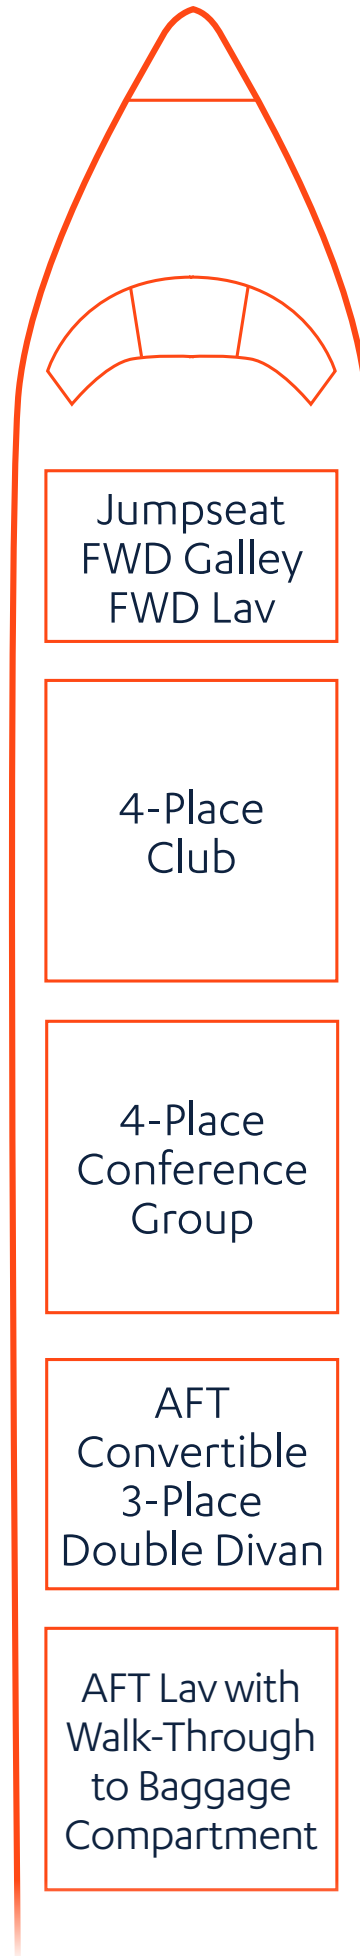 Jumpseat
FWD Galley
FWD Lav
4-Place
Club
4-Place
Conference
Group
AFT
Convertible
3-Place
Double Divan
AFT Lav with
Walk-Through
to Baggage
Compartment